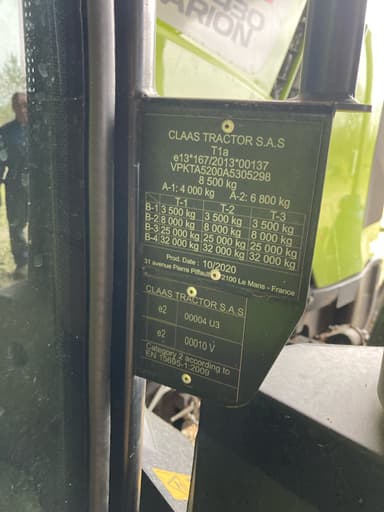 ARION
CLAAS TRACTOR S.A.S
T1a
e13*167/2013*00137
VPKTA5200A5305298
8 500 kg
A-1: 4 000 kg A-2: 6 800 kg
T-1 T-2 T-3
B-1 3 500 kg 3 500 kg 3 500 kg
B-2 8 000 kg 8 000 kg 8 000 kg
B-3 25 000 kg 25 000 kg 25 000 kg
B-4 32 000 kg 32 000 kg 32 000 kg
Prod. Date: 10/2020
31 avenue Pierre Piffault 2100 Le Mans - France
CLAAS TRACTOR S.A.S
e2 00004 U3
e2 00010 V
Category 2 according to
EN 15695-1:2009